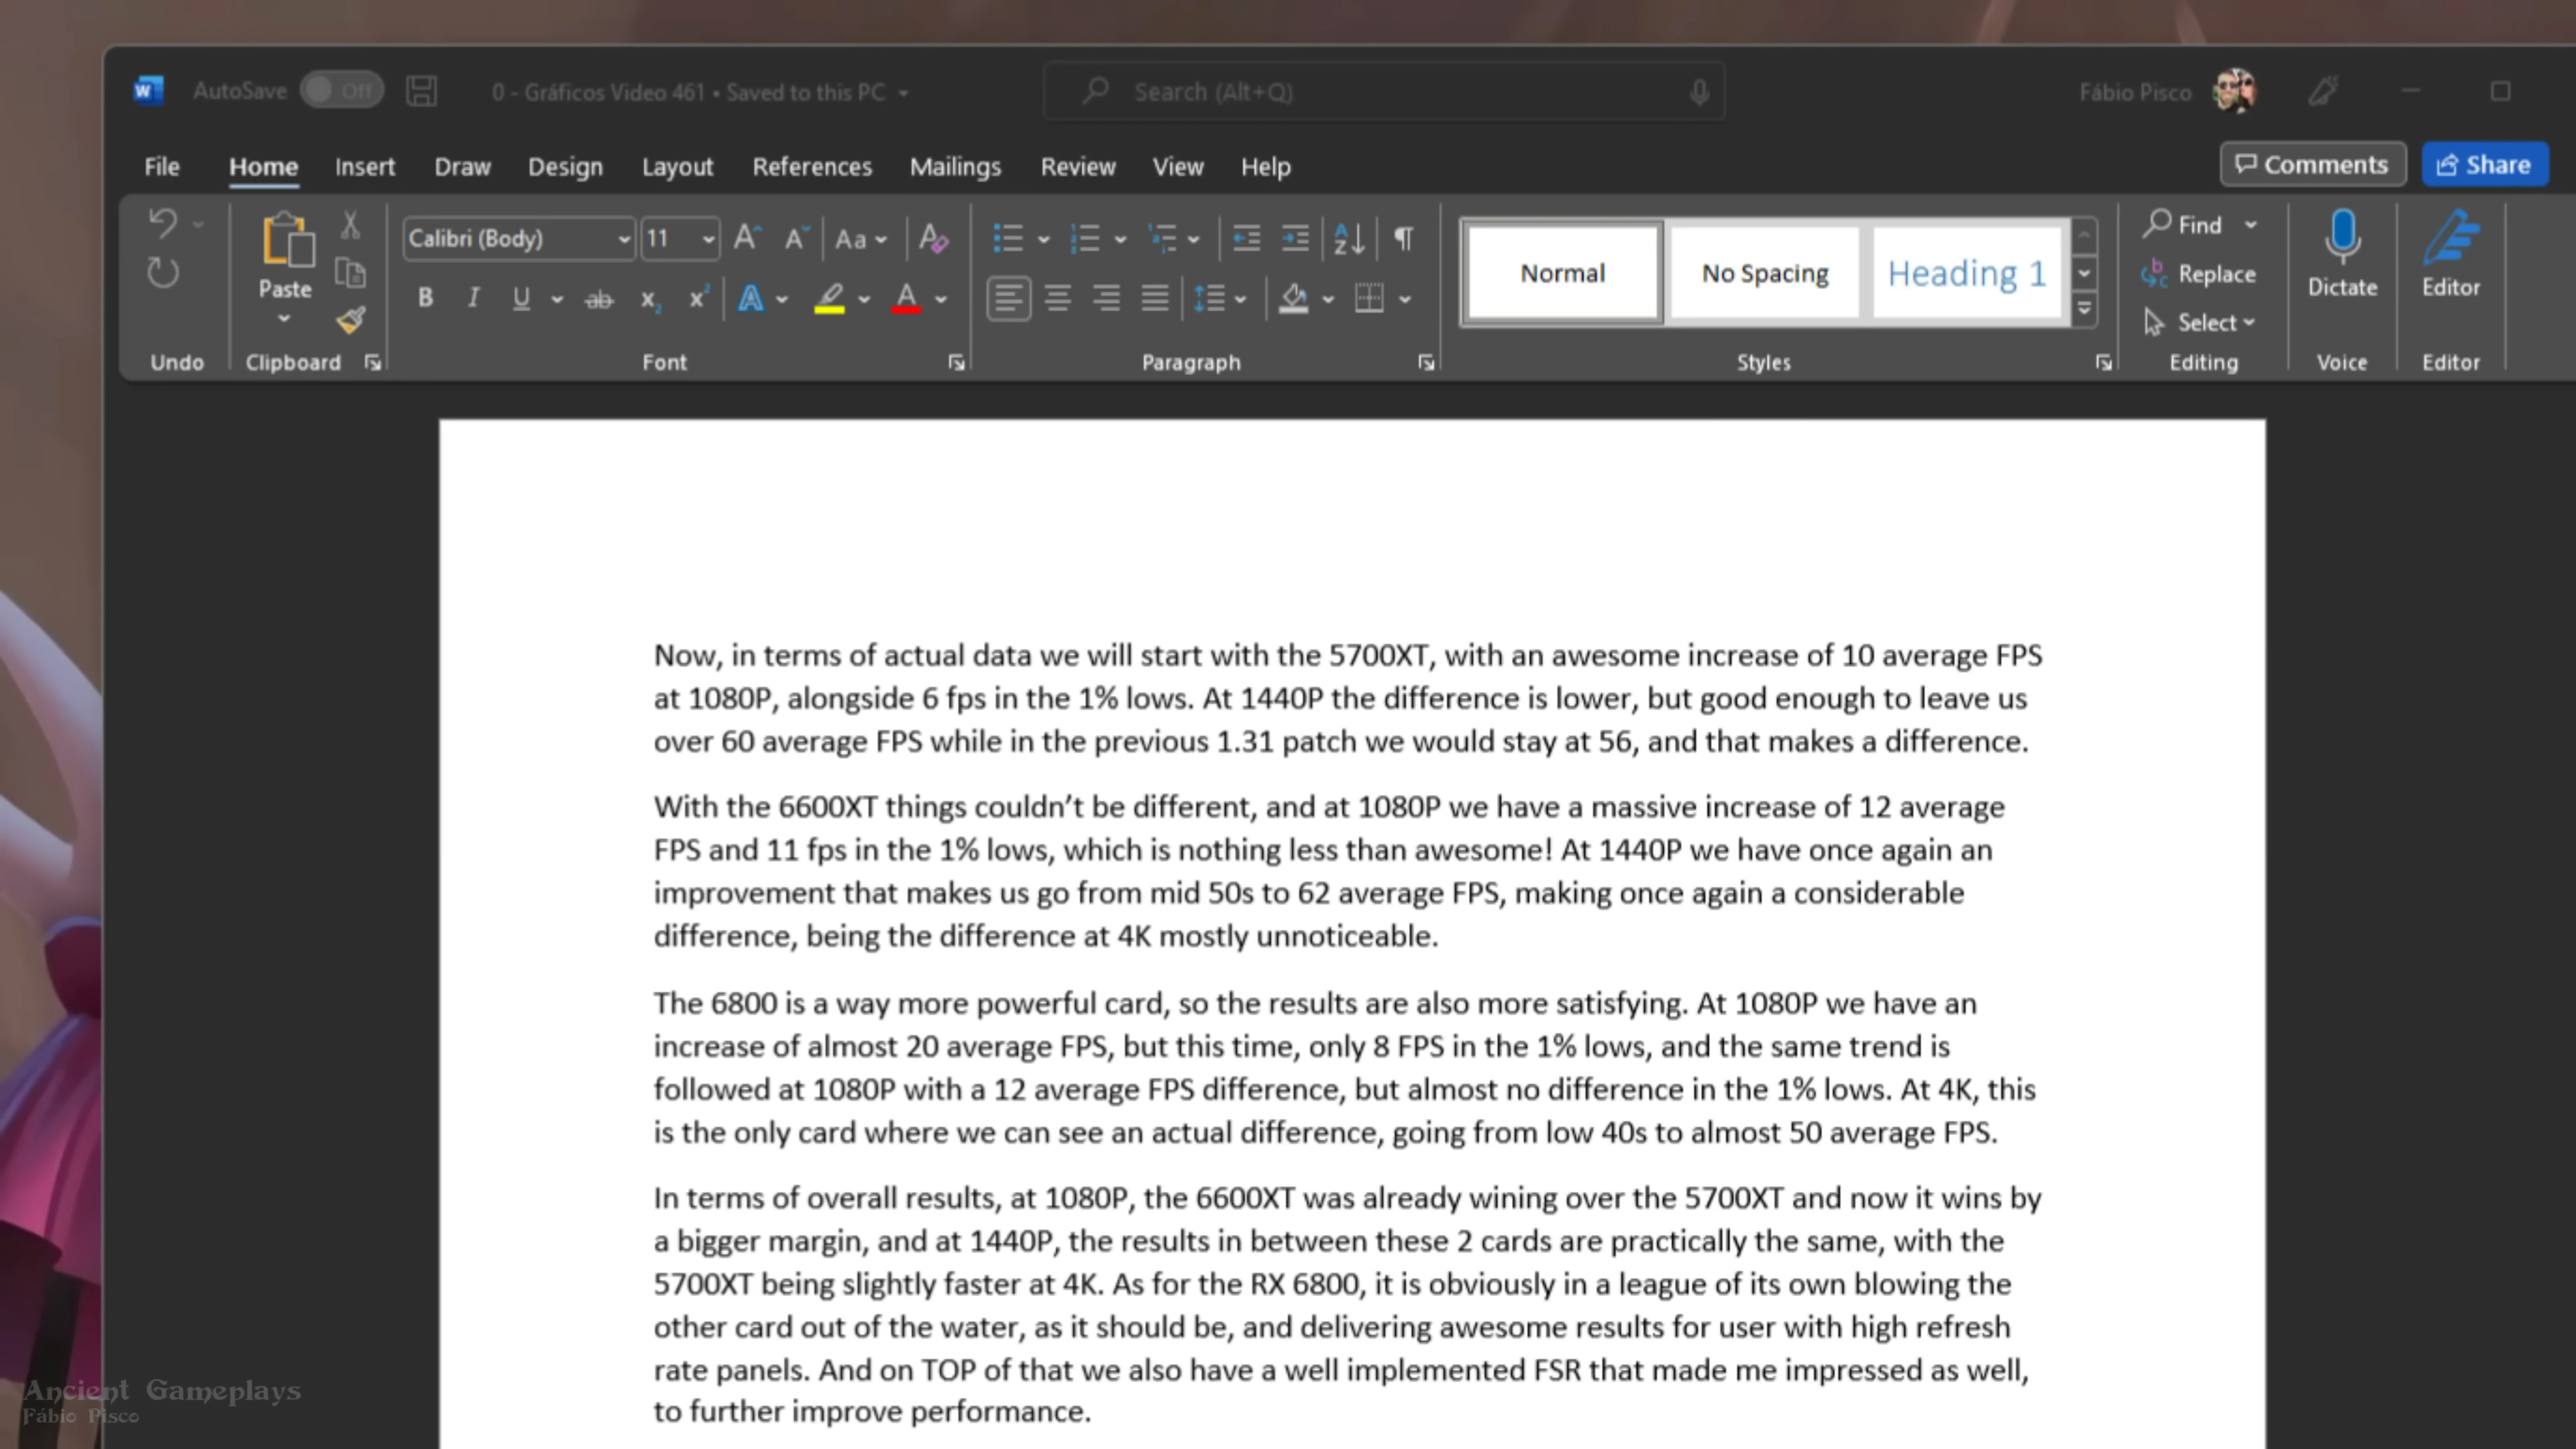 AutoSave Off 0 - Gráficos Video 461 • Saved to this PC Search (Alt+Q) Fábio Pisco
File Home Insert Draw Design Layout References Mailings Review View Help Comments Share
Calibri (Body) 11 Find
Paste Normal No Spacing Heading 1 Replace Dictate Editor
Select
Undo Clipboard Font Paragraph Styles Editing Voice Editor
Now, in terms of actual data we will start with the 5700XT, with an awesome increase of 10 average FPS
at 1080P, alongside 6 fps in the 1% lows. At 1440P the difference is lower, but good enough to leave us
over 60 average FPS while in the previous 1.31 patch we would stay at 56, and that makes a difference.
With the 6600XT things couldn’t be different, and at 1080P we have a massive increase of 12 average
FPS and 11 fps in the 1% lows, which is nothing less than awesome! At 1440P we have once again an
improvement that makes us go from mid 50s to 62 average FPS, making once again a considerable
difference, being the difference at 4K mostly unnoticeable.
The 6800 is a way more powerful card, so the results are also more satisfying. At 1080P we have an
increase of almost 20 average FPS, but this time, only 8 FPS in the 1% lows, and the same trend is
followed at 1080P with a 12 average FPS difference, but almost no difference in the 1% lows. At 4K, this
is the only card where we can see an actual difference, going from low 40s to almost 50 average FPS.
In terms of overall results, at 1080P, the 6600XT was already wining over the 5700XT and now it wins by
a bigger margin, and at 1440P, the results in between these 2 cards are practically the same, with the
5700XT being slightly faster at 4K. As for the RX 6800, it is obviously in a league of its own blowing the
other card out of the water, as it should be, and delivering awesome results for user with high refresh
rate panels. And on TOP of that we also have a well implemented FSR that made me impressed as well,
to further improve performance.
Ancient Gameplays
Fábio Pisco